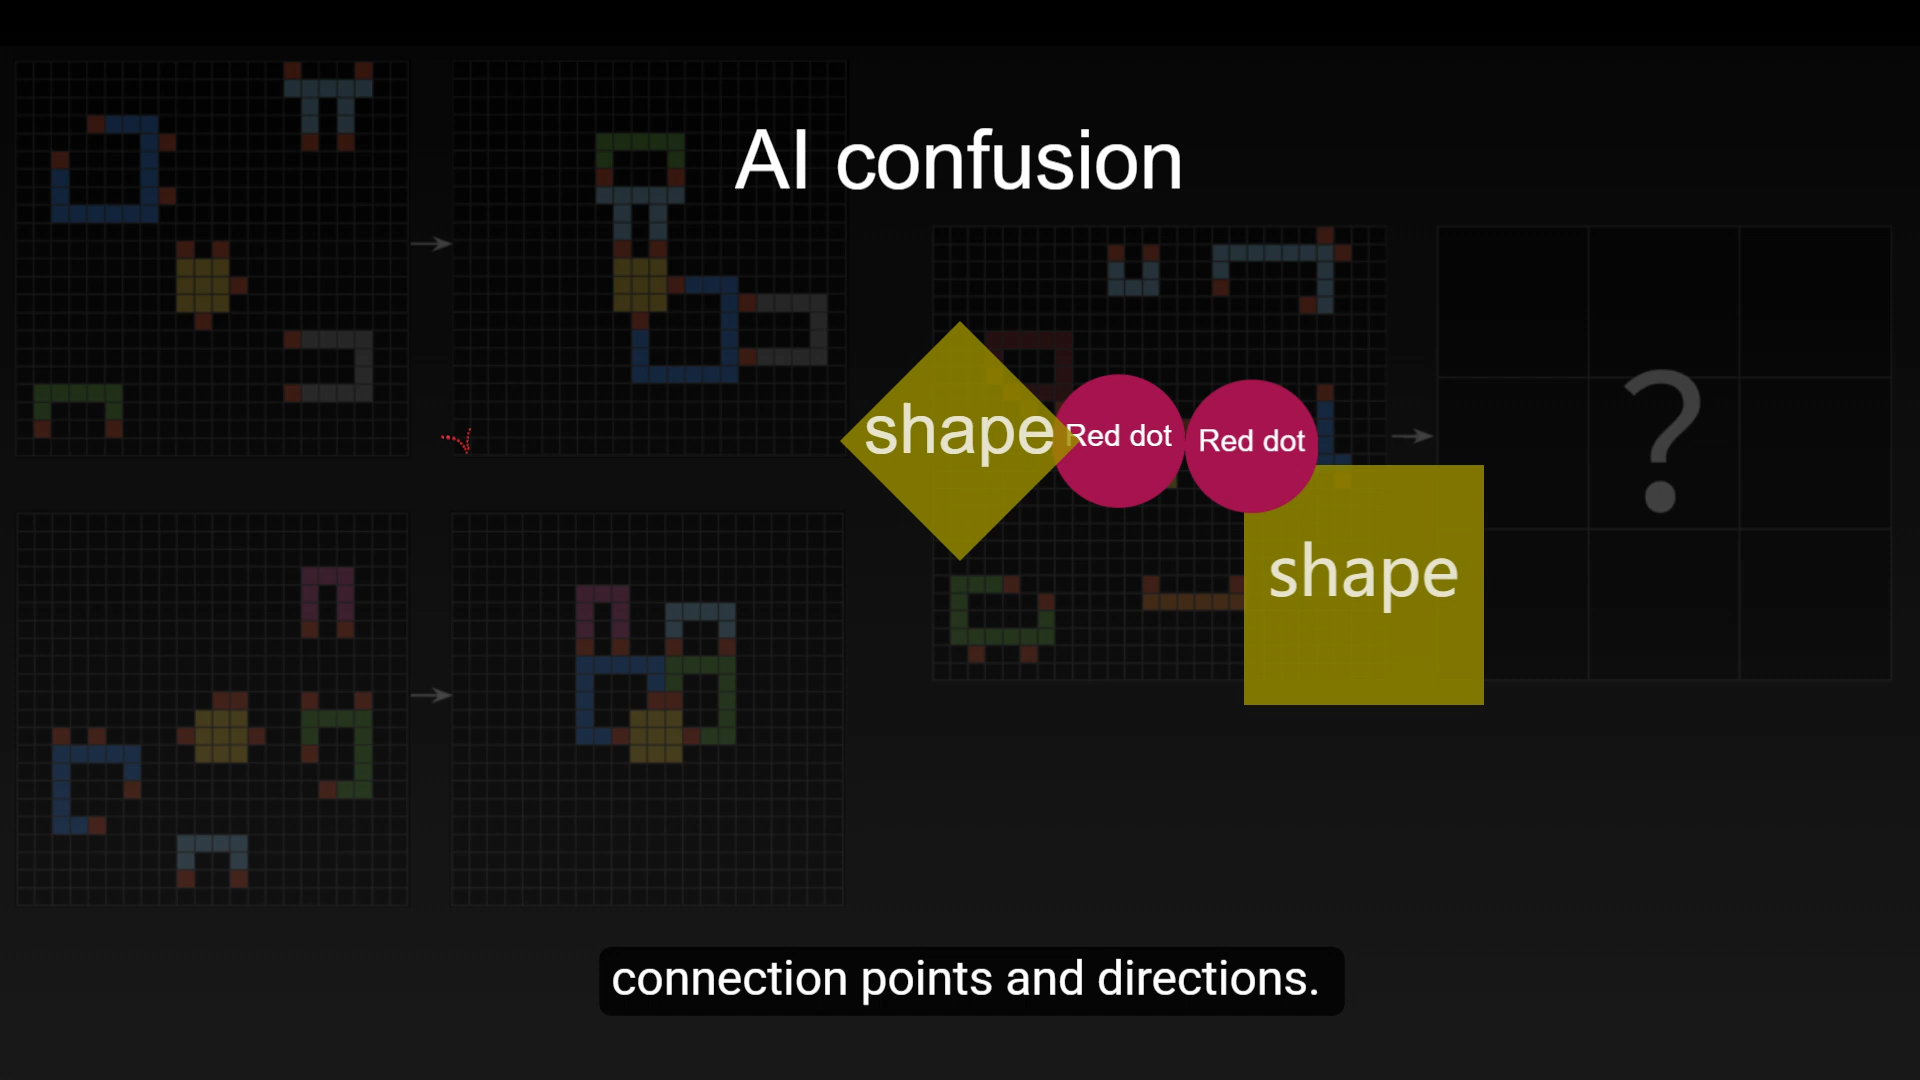 AI confusion
?
shape
Red dot
Red dot
shape
connection points and directions.